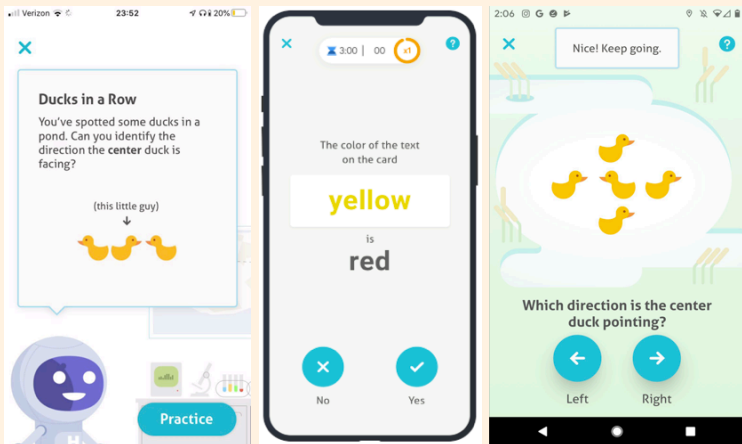 Verizon
23:52
20%
Ducks in a Row
You've spotted some ducks in a
pond. Can you identify the
direction the center duck is
facing?
(this little guy)
Practice
3:00 | 00 x1
?
The color of the text
on the card
yellow
is
red
No Yes
2:06 G
Nice! Keep going.
?
Which direction is the center
duck pointing?
Left Right